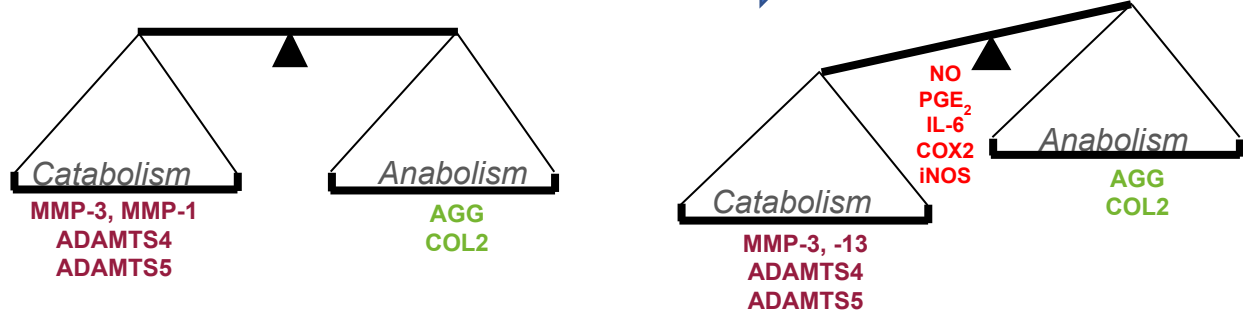 Catabolism
MMP-3, MMP-1
ADAMTS4
ADAMTS5
Anabolism
AGG
COL2
NO
PGE₂
IL-6
COX2
iNOS
Catabolism
MMP-3, -13
ADAMTS4
ADAMTS5
Anabolism
AGG
COL2